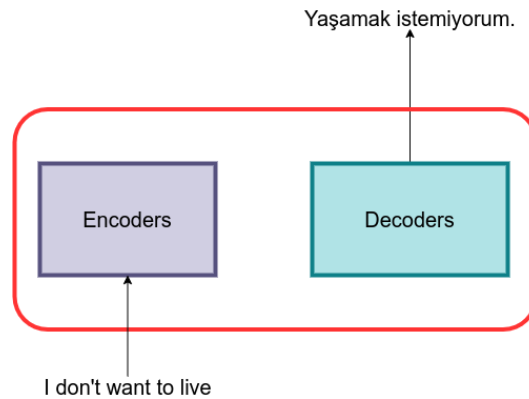 Yaşamak istemiyorum.
Encoders
Decoders
I don't want to live